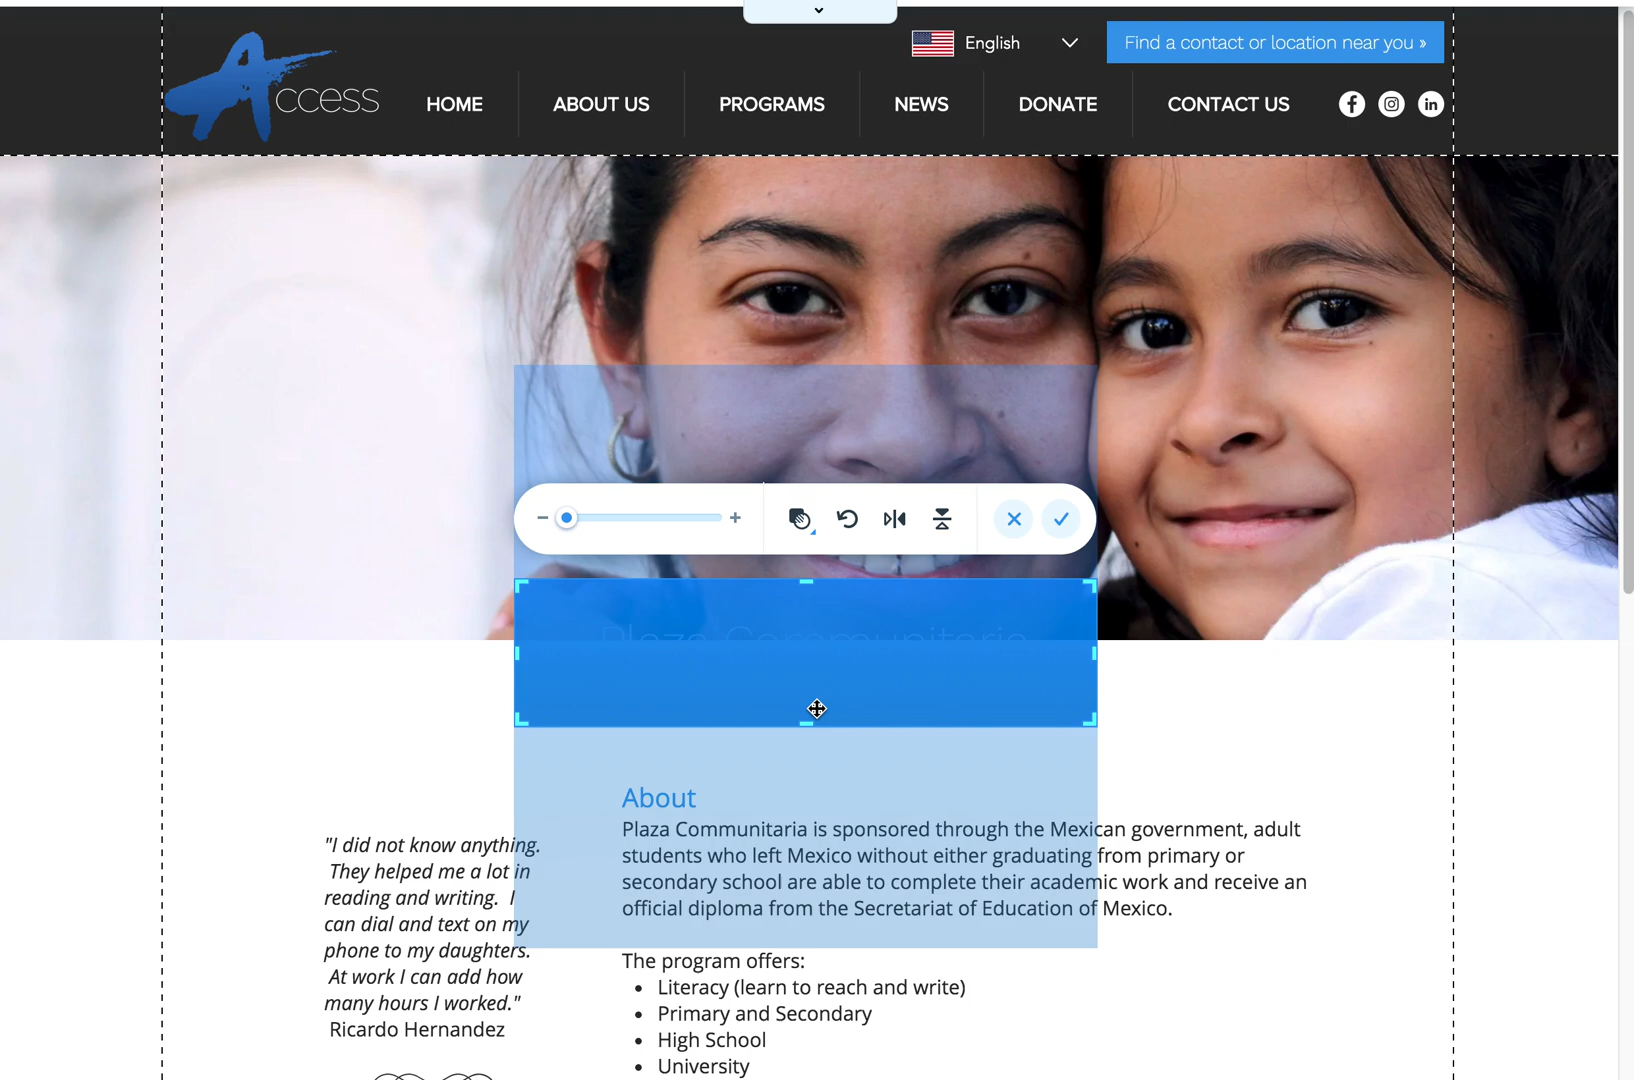 English
Find a contact or location near you »
Access
HOME
ABOUT US
PROGRAMS
NEWS
DONATE
CONTACT US
Plaza Communitaria
About
Plaza Communitaria is sponsored through the Mexican government, adult
students who left Mexico without either graduating from primary or
secondary school are able to complete their academic work and receive an
official diploma from the Secretariat of Education of Mexico.
"I did not know anything.
They helped me a lot in
reading and writing. I
can dial and text on my
phone to my daughters.
At work I can add how
many hours I worked."
Ricardo Hernandez
The program offers:
• Literacy (learn to reach and write)
• Primary and Secondary
• High School
• University